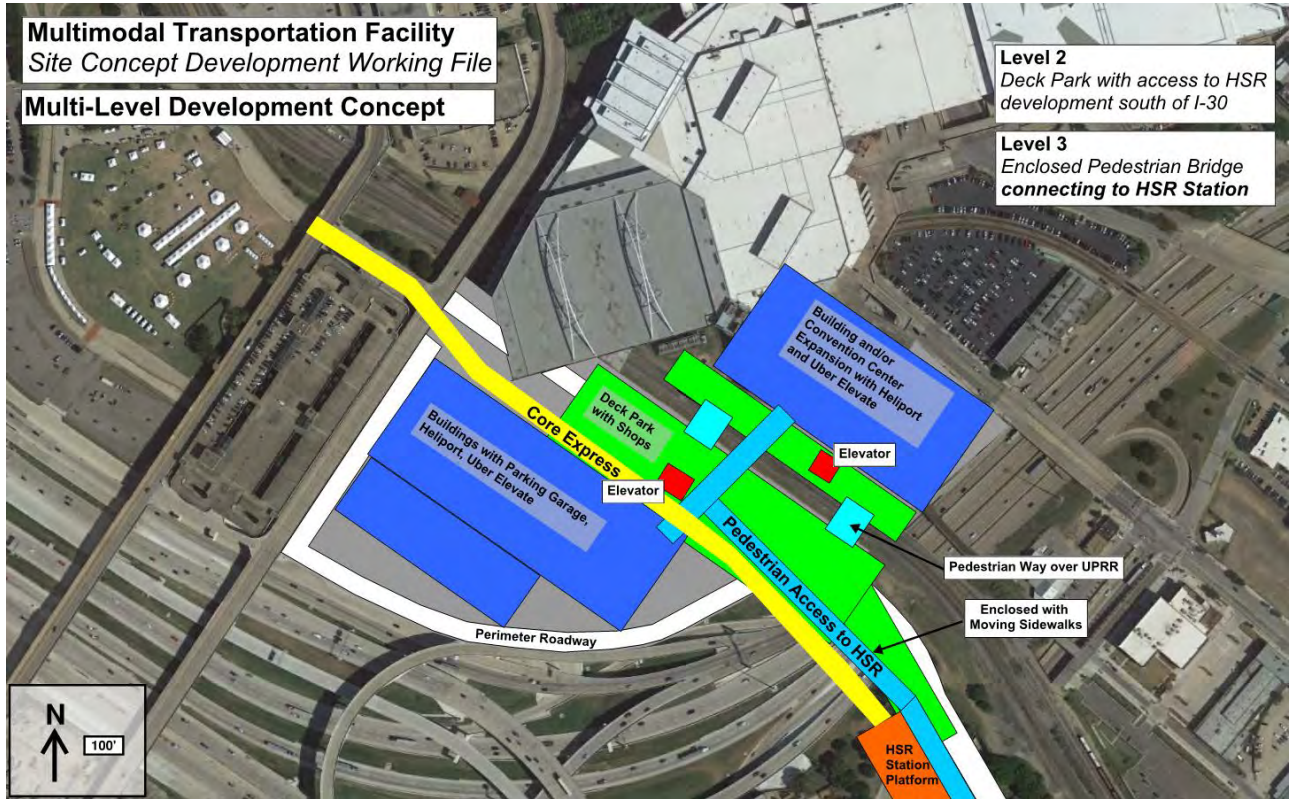 Multimodal Transportation Facility
Site Concept Development Working File
Multi-Level Development Concept
Level 2
Deck Park with access to HSR
development south of I-30
Level 3
Enclosed Pedestrian Bridge
connecting to HSR Station
Building and/or
Convention Center
Expansion with Heliport
and Uber Elevate
Deck Park
with Shops
Core Express
Buildings with Parking Garage,
Heliport, Uber Elevate
Elevator
Elevator
Pedestrian Access to HSR
Pedestrian Way over UPRR
Enclosed with
Moving Sidewalks
Perimeter Roadway
N
100'
HSR
Station
Platform